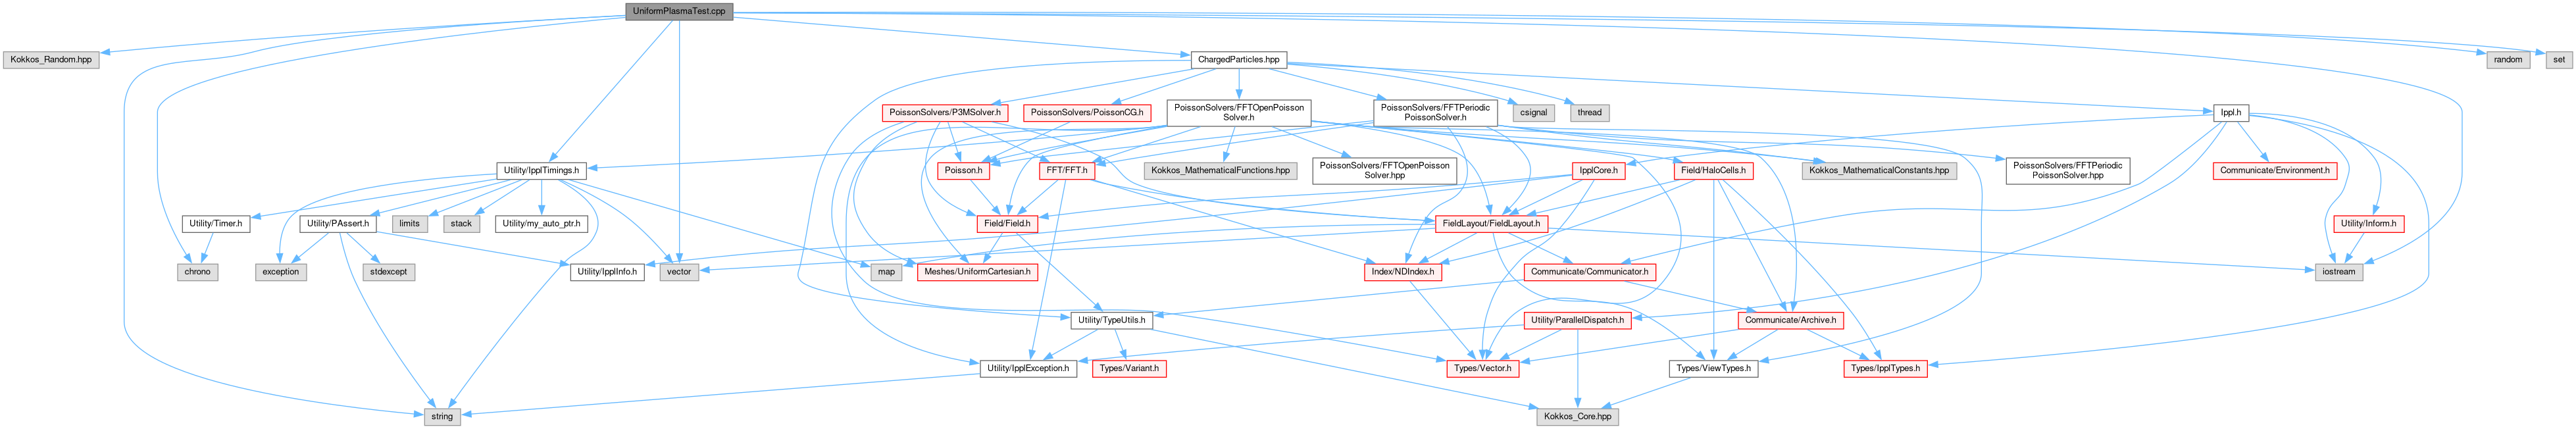 UniformPlasmaTest.cpp
Kokkos_Random.hpp
ChargedParticles.hpp
random
set
PoissonSolvers/P3MSolver.h
PoissonSolvers/PoissonCG.h
PoissonSolvers/FFTOpenPoisson
Solver.h
PoissonSolvers/FFTPeriodic
PoissonSolver.h
csignal
thread
Ippl.h
Utility/IpplTimings.h
Poisson.h
FFT/FFT.h
Kokkos_MathematicalFunctions.hpp
PoissonSolvers/FFTOpenPoisson
Solver.hpp
IpplCore.h
Field/HaloCells.h
Kokkos_MathematicalConstants.hpp
PoissonSolvers/FFTPeriodic
PoissonSolver.hpp
Communicate/Environment.h
Utility/Timer.h
Utility/PAssert.h
limits
stack
Utility/my_auto_ptr.h
Field/Field.h
FieldLayout/FieldLayout.h
Utility/Inform.h
chrono
exception
stdexcept
Utility/IpplInfo.h
vector
map
Meshes/UniformCartesian.h
Index/NDIndex.h
Communicate/Communicator.h
iostream
Utility/TypeUtils.h
Utility/ParallelDispatch.h
Communicate/Archive.h
Utility/IpplException.h
Types/Variant.h
Types/Vector.h
Types/ViewTypes.h
Types/IpplTypes.h
string
Kokkos_Core.hpp